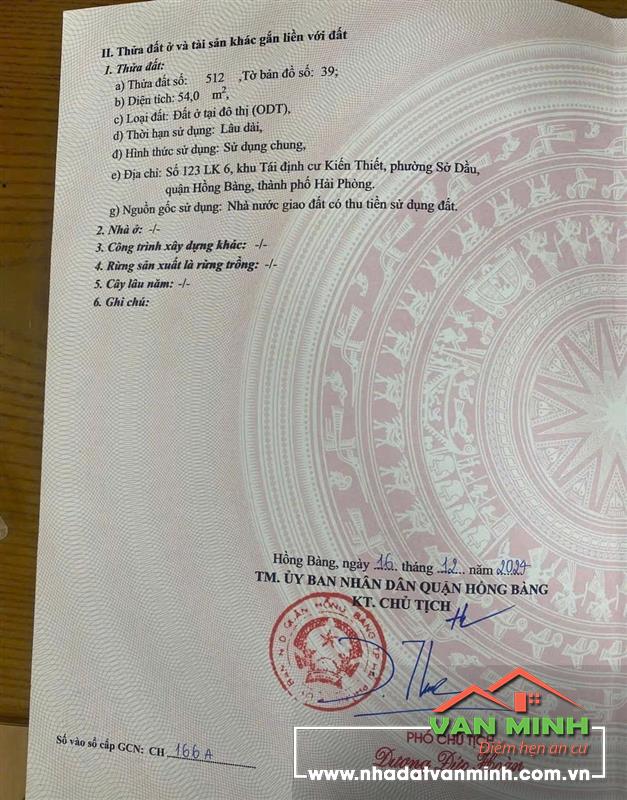 II. Thửa đất ở và tài sản khác gắn liền với đất
1. Thửa đất:
a) Thửa đất số: 512 ,Tờ bản đồ số: 39;
b) Diện tích: 54,0 m²,
c) Loại đất: Đất ở tại đô thị (ODT),
d) Thời hạn sử dụng: Lâu dài,
đ) Hình thức sử dụng: Sử dụng chung,
e) Địa chỉ: Số 123 LK 6, khu Tái định cư Kiến Thiết, phường Sở Dầu,
quận Hồng Bàng, thành phố Hải Phòng.
g) Nguồn gốc sử dụng: Nhà nước giao đất có thu tiền sử dụng đất.
2. Nhà ở: -/-
3. Công trình xây dựng khác: -/-
4. Rừng sản xuất là rừng trồng: -/-
5. Cây lâu năm: -/-
6. Ghi chú:
Hồng Bàng, ngày 16 tháng 12 năm 2024
TM. ỦY BAN NHÂN DÂN QUẬN HỒNG BÀNG
KT. CHỦ TỊCH
VAN MINH
Điểm hẹn an cư
PHÓ CHỦ TỊCH
Dương Đức
Số vào sổ cấp GCN: CH 166A
www.nhadatvanminh.com.vn